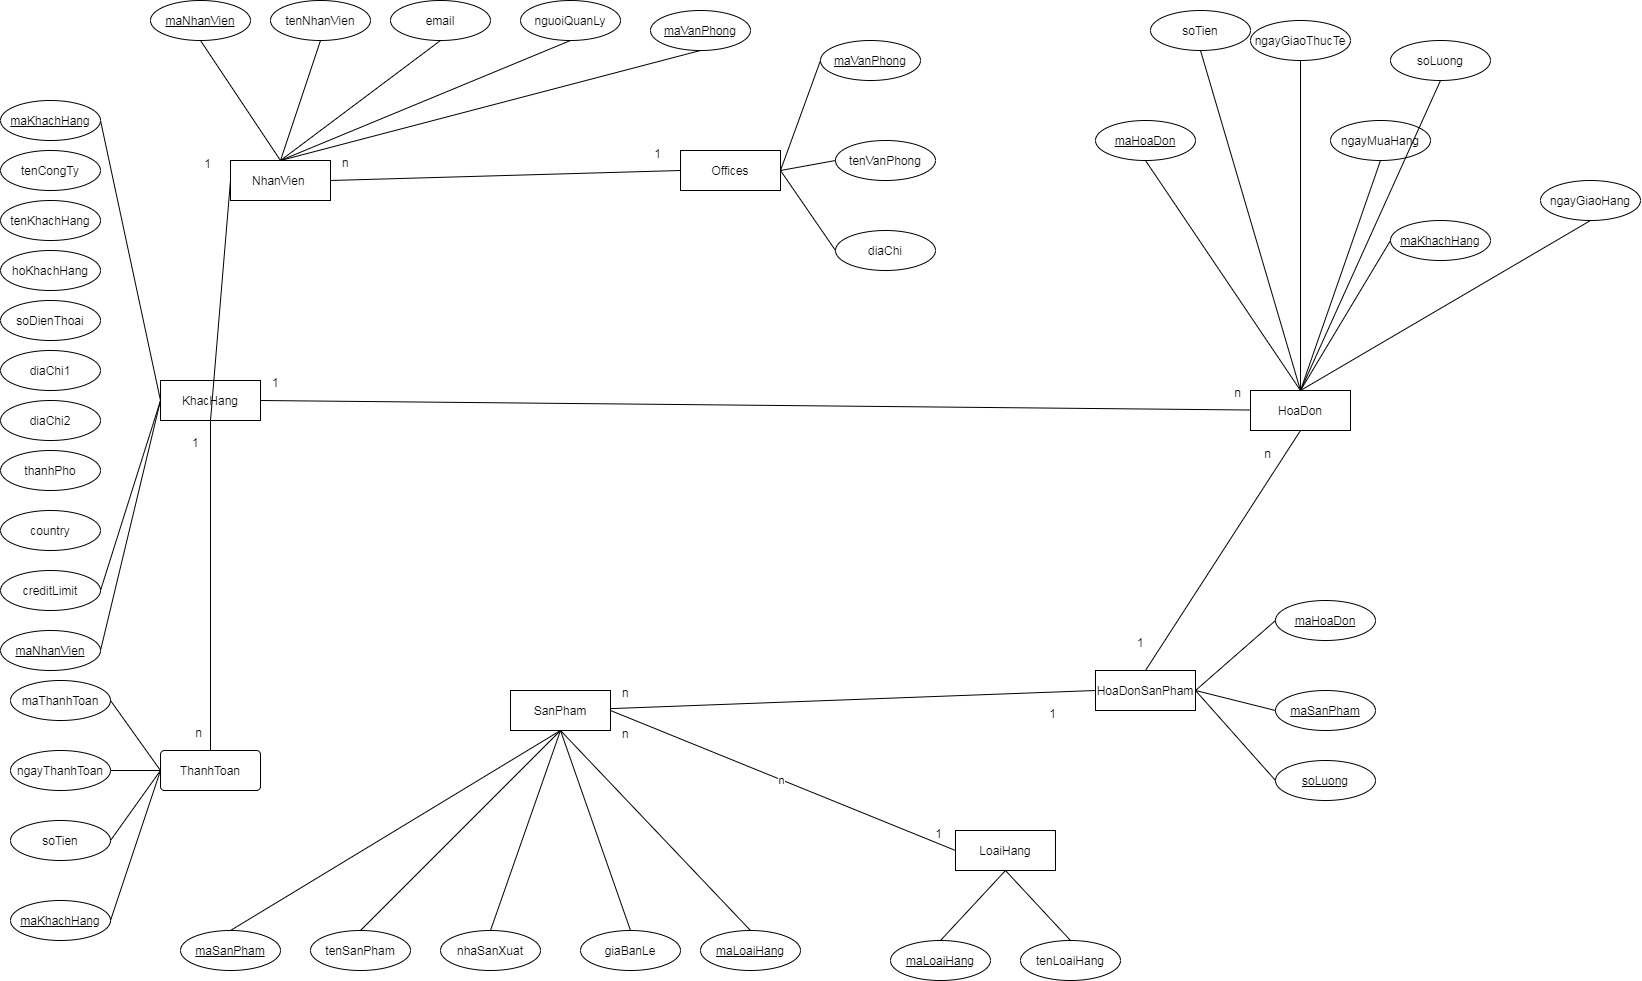 maNhanVien
tenNhanVien
email
nguoiQuanLy
maVanPhong
soTien
ngayGiaoThucTe
maVanPhong
soLuong
maKhachHang
maHoaDon
ngayMuaHang
tenCongTy
1
NhanVien
n
1
Offices
tenVanPhong
tenKhachHang
ngayGiaoHang
hoKhachHang
diaChi
maKhachHang
soDienThoai
diaChi1
KhacHang
1
n
HoaDon
diaChi2
1
n
thanhPho
country
creditLimit
maNhanVien
1
maHoaDon
maThanhToan
n
SanPham
n
n
1
HoaDonSanPham
maSanPham
ngayThanhToan
ThanhToan
n
soLuong
soTien
1
LoaiHang
maKhachHang
maSanPham
tenSanPham
nhaSanXuat
giaBanLe
maLoaiHang
maLoaiHang
tenLoaiHang